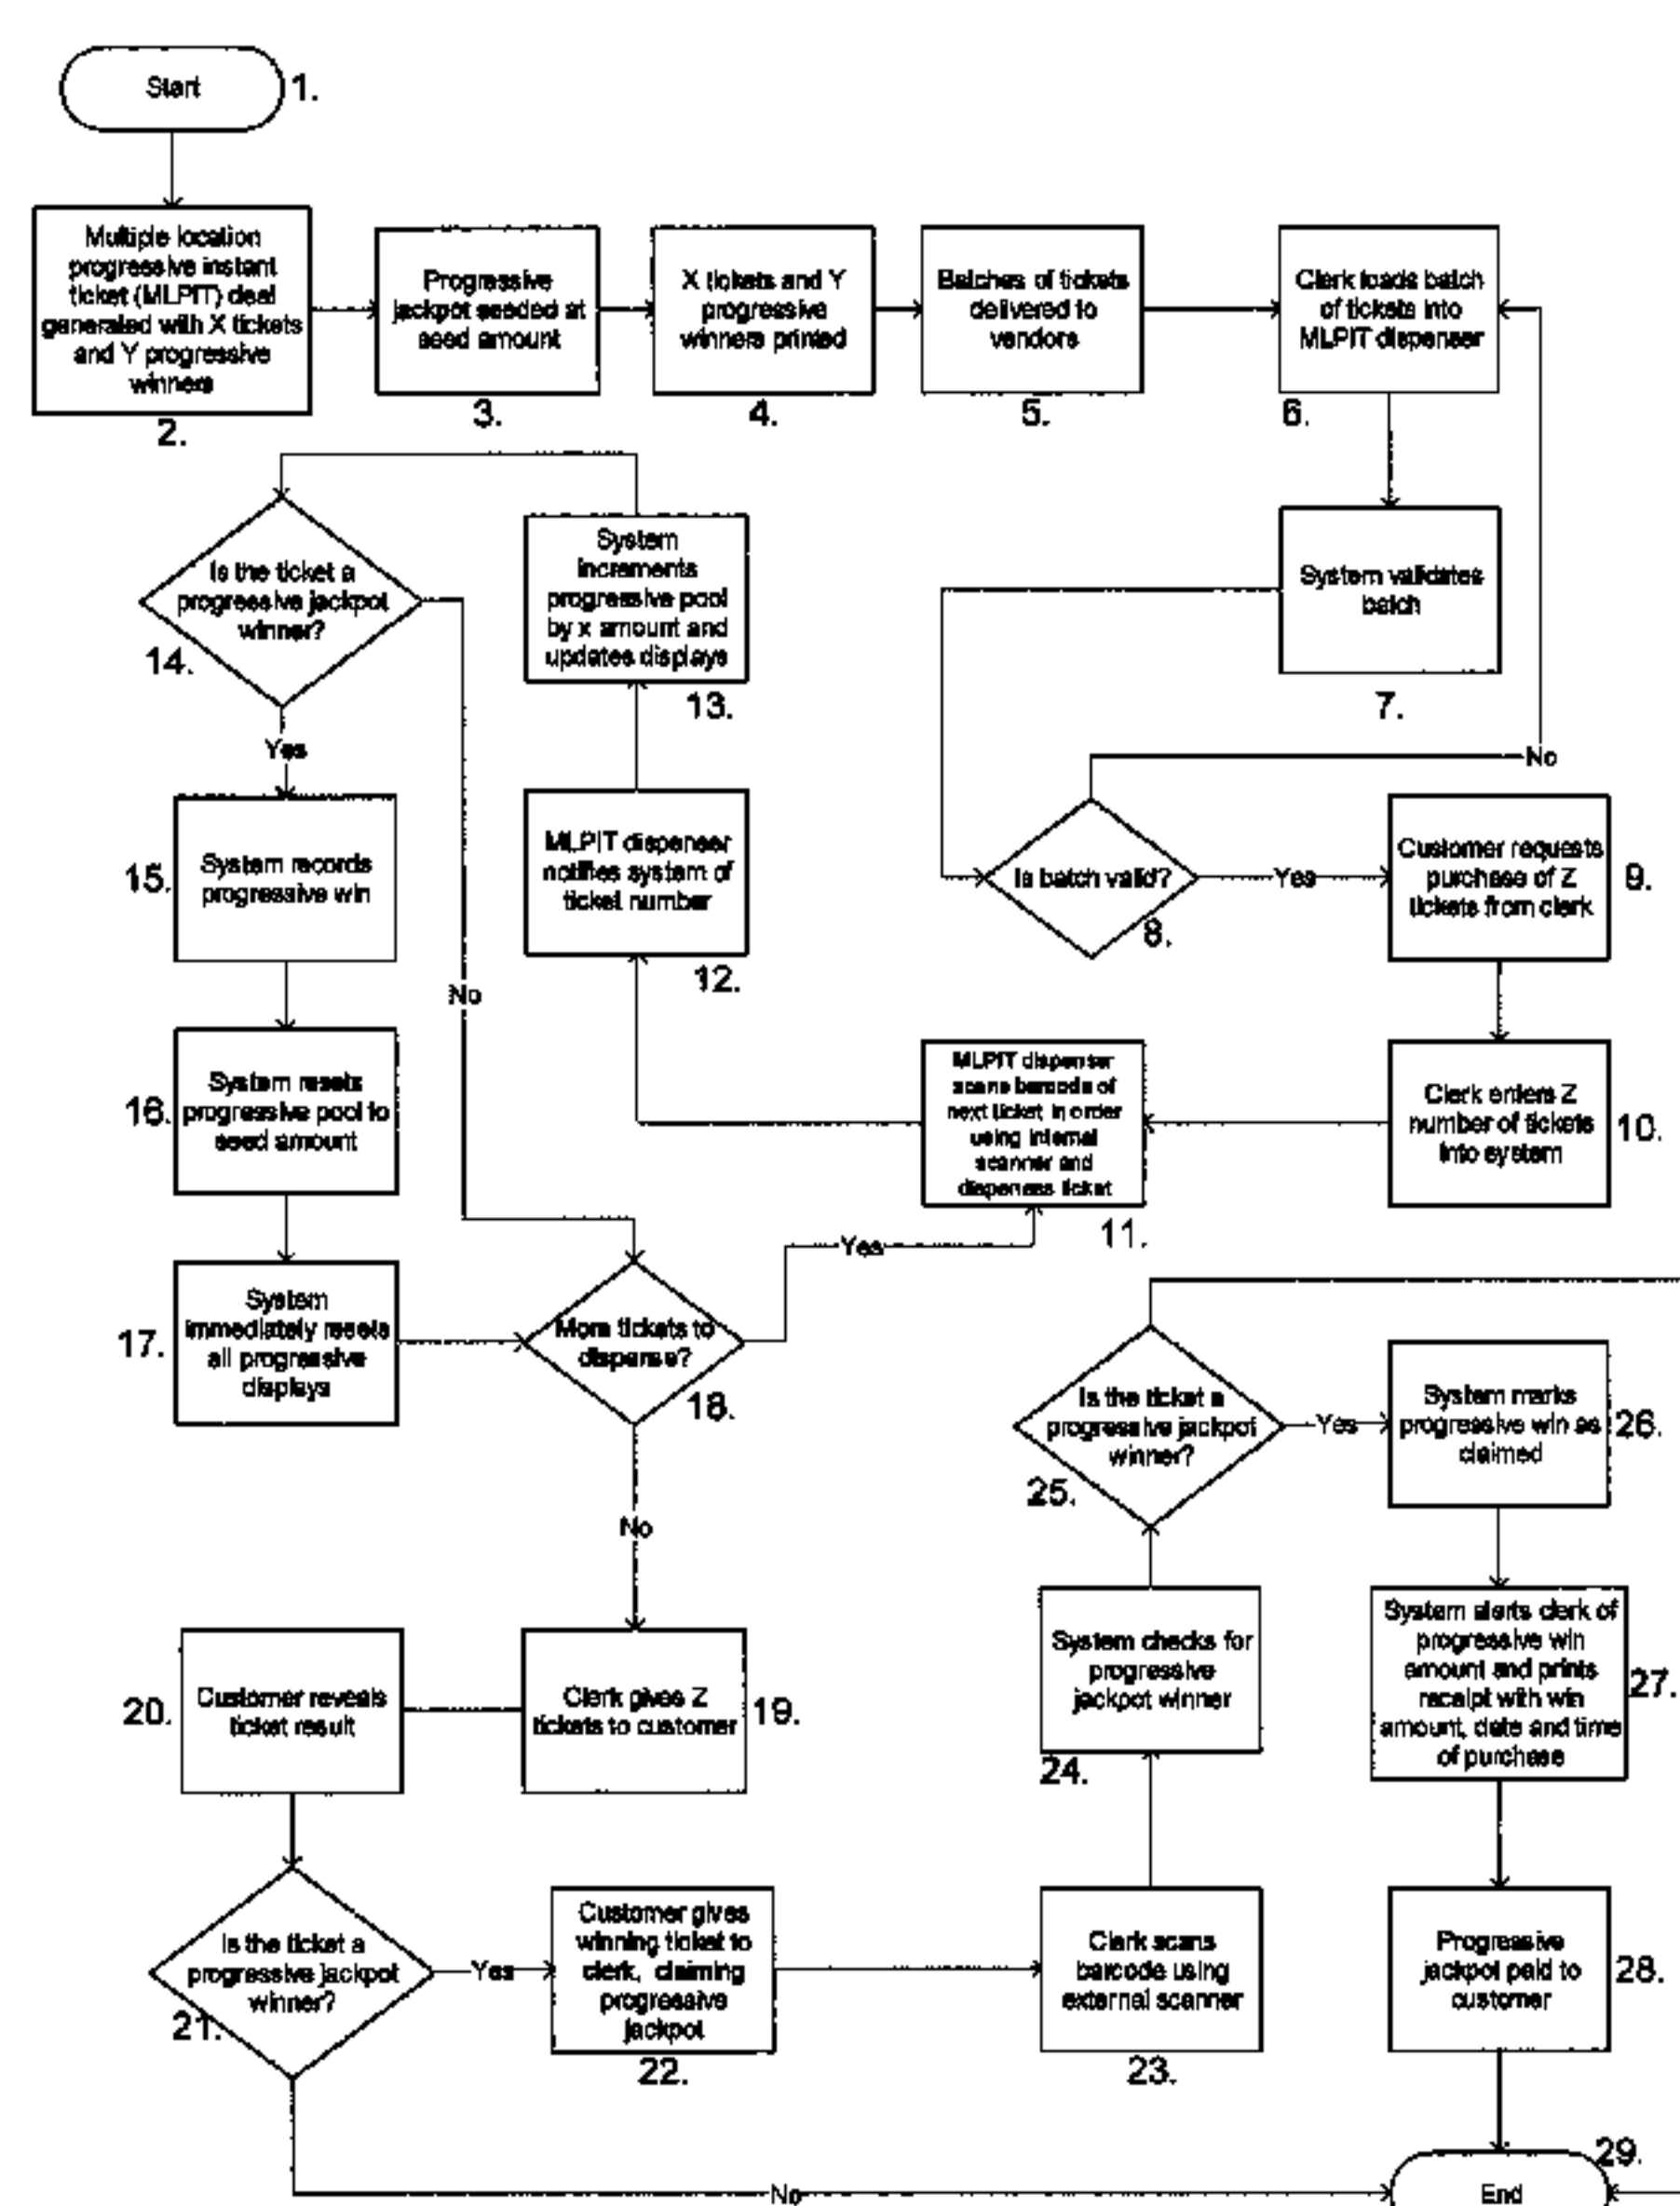 Start
1.
Multiple location
progressive instant
ticket (MLPIT) deal
generated with X tickets
and Y progressive
winners
2.
Progressive
jackpot seeded at
seed amount
3.
X tickets and Y
progressive
winners printed
4.
Batches of tickets
delivered to
vendors
5.
Clerk loads batch
of tickets into
MLPIT dispenser
6.
System validates
batch
7.
No
Is batch valid?
8.
Yes
Customer requests
purchase of Z
tickets from clerk
9.
Clerk enters Z
number of tickets
into system
10.
MLPIT dispenser
scans barcode of
next ticket in order
using internal
scanner and
dispenses ticket
11.
MLPIT dispenser
notifies system of
ticket number
12.
System
increments
progressive pool
by x amount and
updates displays
13.
Is the ticket a
progressive jackpot
winner?
14.
Yes
No
System records
progressive win
15.
System resets
progressive pool to
seed amount
16.
System
immediately resets
all progressive
displays
17.
More tickets to
dispense?
18.
Yes
No
Clerk gives Z
tickets to customer
19.
Customer reveals
ticket result
20.
Is the ticket a
progressive jackpot
winner?
21.
Yes
No
Customer gives
winning ticket to
clerk, claiming
progressive
jackpot
22.
Clerk scans
barcode using
external scanner
23.
System checks for
progressive
jackpot winner
24.
Is the ticket a
progressive jackpot
winner?
25.
Yes
System marks
progressive win as
claimed
26.
System alerts clerk of
progressive win
amount and prints
receipt with win
amount, date and time
of purchase
27.
Progressive
jackpot paid to
customer
28.
End
29.